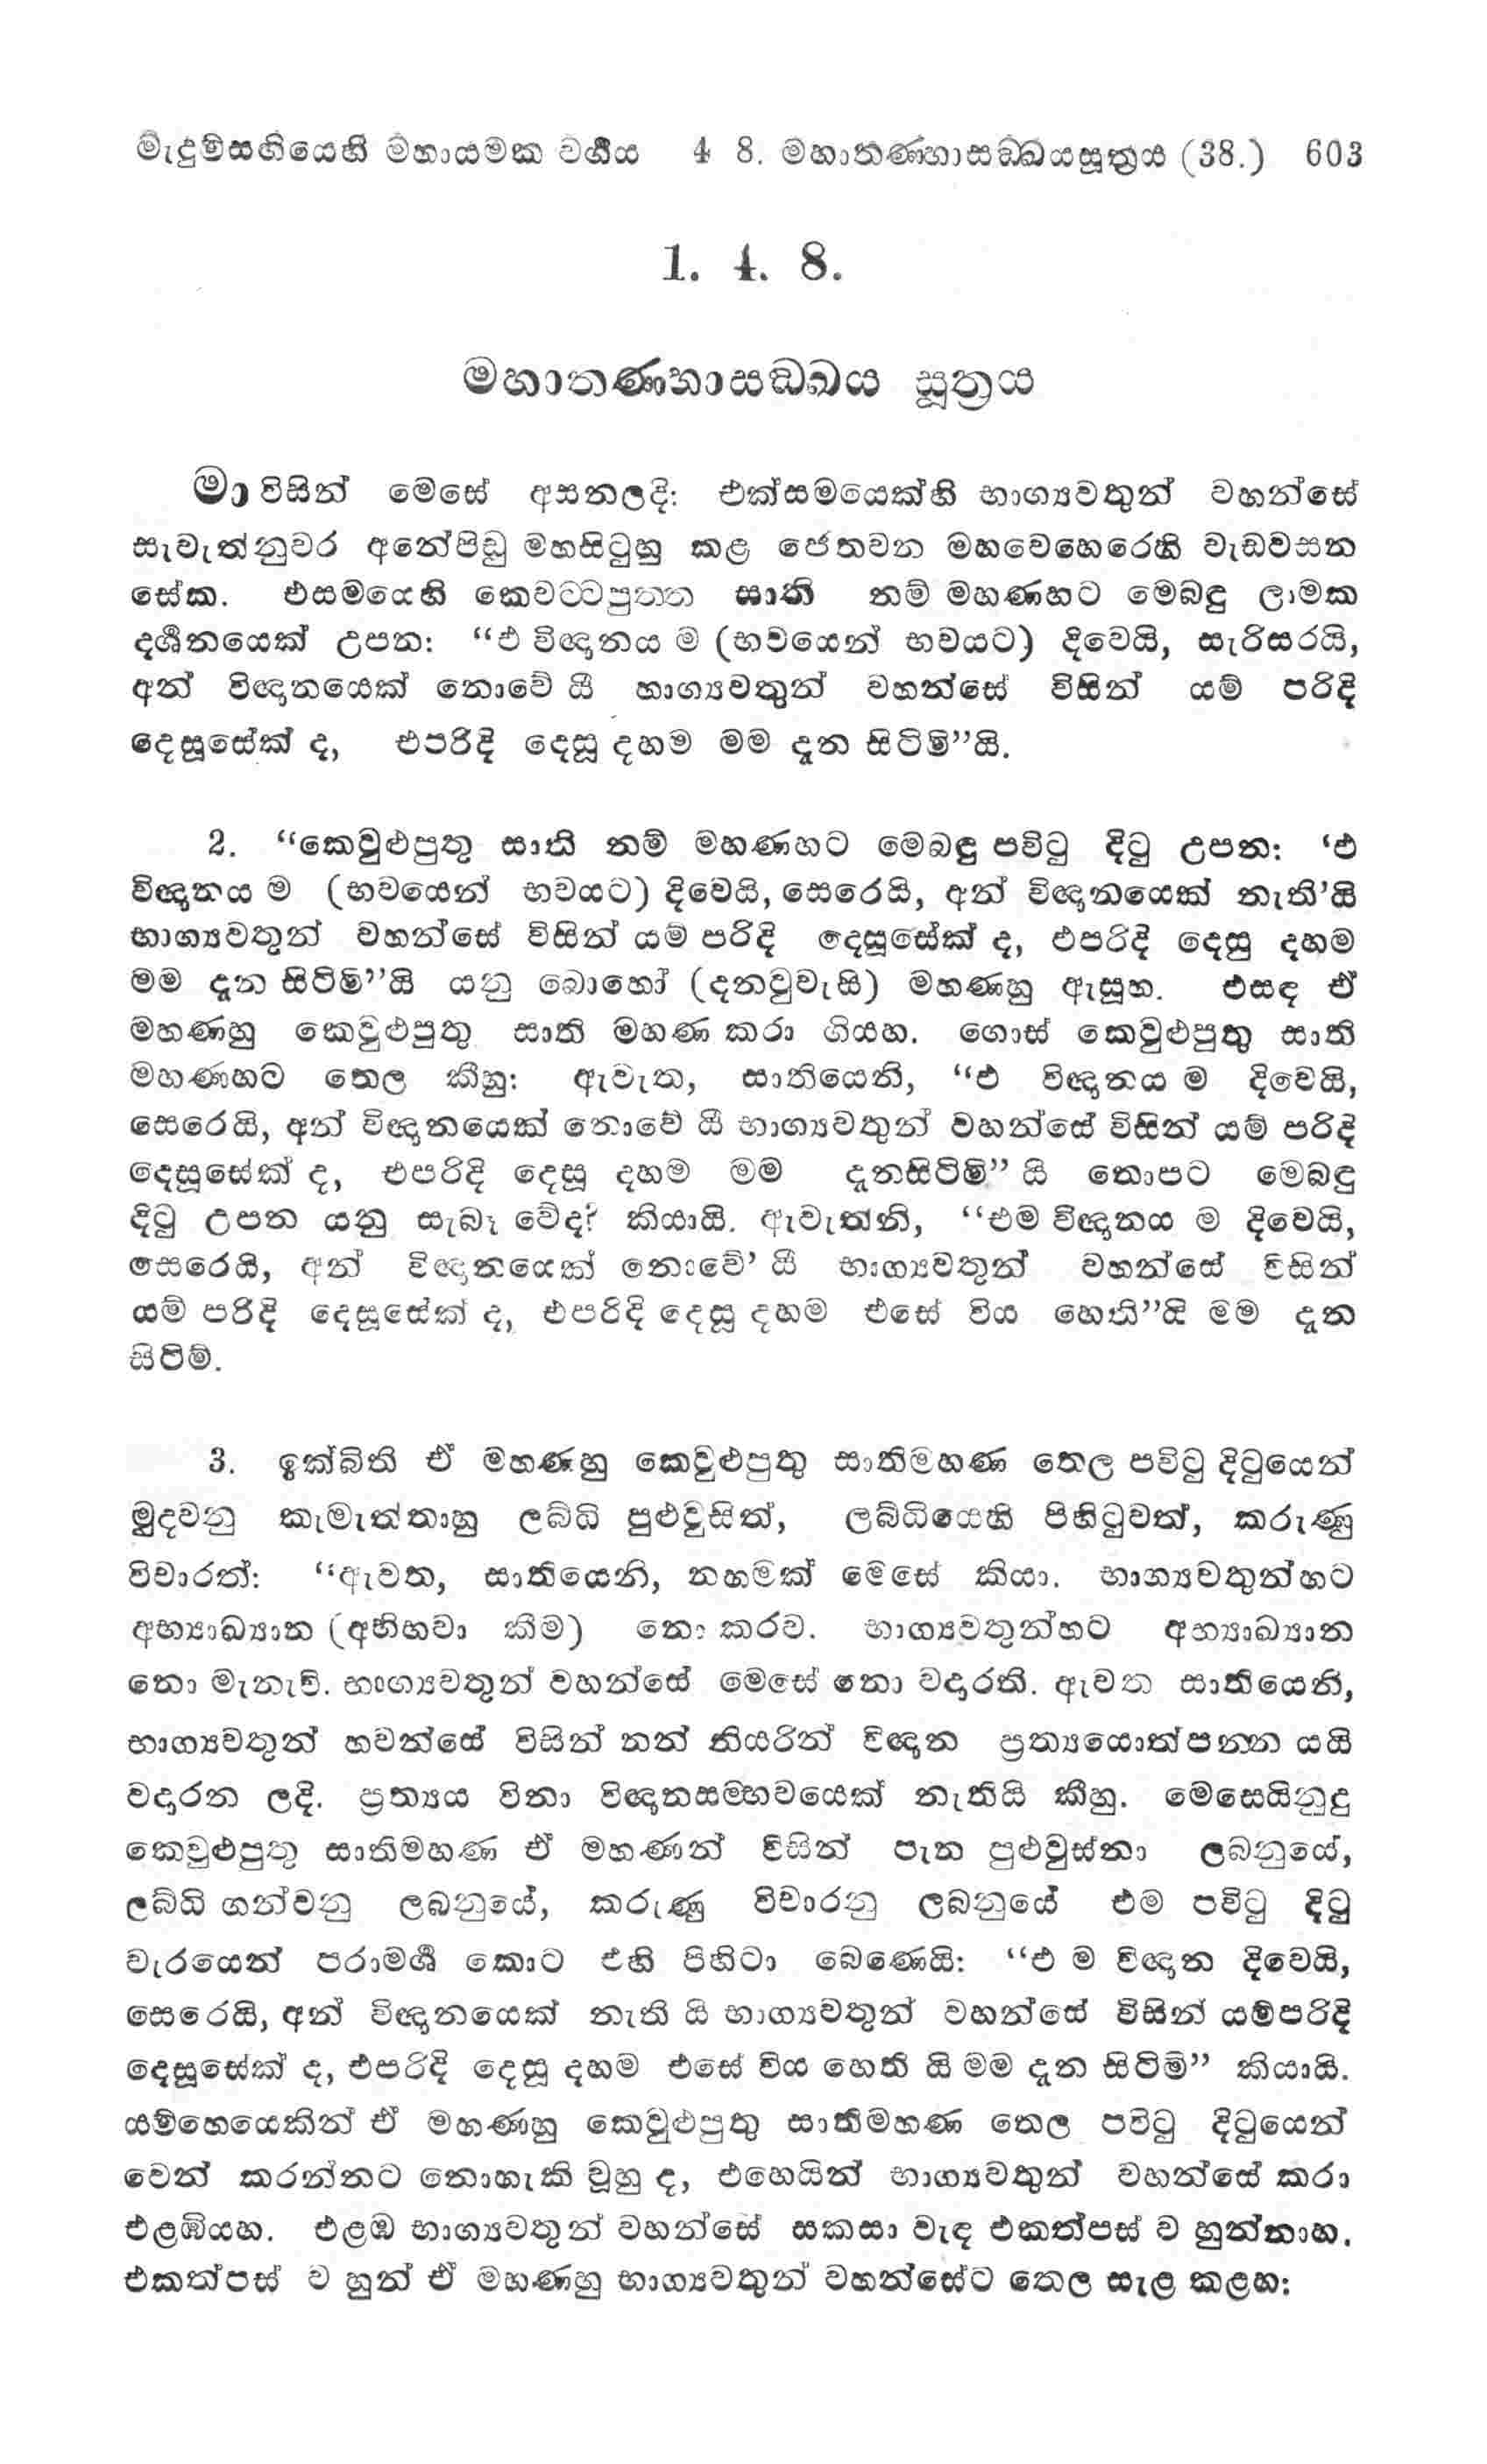 මැදුම්සඟියෙහි මහායමක වර්‍ගය 4 8. මහාතණ්හාසඞ්ඛයසූත්‍රය (38.) 603
1. 4. 8.
මහාතණ්හාසඞ්ඛය සූත්‍රය
මා විසින් මෙසේ අසනලදි: එක්සමයෙක්හි භාග්‍යවතුන් වහන්සේ
සැවැත්නුවර අනේපිඬු මහසිටුහු කළ ජෙතවන මහවෙහෙරෙහි වැඩවසන
සේක. එසමයෙහි කෙවට්ටපුත්ත සාති නම් මහණහට මෙබඳු ලාමක
දර්‍ශනයෙක් උපන: “එ විඥානය ම (භවයෙන් භවයට) දිවෙයි, සැරිසරයි,
අන් විඥානයෙක් නොවේ යී භාග්‍යවතුන් වහන්සේ විසින් යම් පරිදි
දෙසූසේක් ද, එපරිදි දෙසූ දහම මම දැන සිටිමි”යි.
2. “කෙවුළුපුතු සාති නම් මහණහට මෙබඳු පවිටු දිටු උපන: ‘එ
විඥානය ම (භවයෙන් භවයට) දිවෙයි, සෙරෙයි, අන් විඥානයෙක් නැති’යි
භාග්‍යවතුන් වහන්සේ විසින් යම් පරිදි දෙසූසේක් ද, එපරිදි දෙසූ දහම
මම දැන සිටිමි”යි යනු බොහෝ (දනවුවැසි) මහණහු ඇසූහ. එසඳ ඒ
මහණහු කෙවුළුපුතු සාති මහණ කරා ගියහ. ගොස් කෙවුළුපුතු සාති
මහණහට තෙල කීහු: ඇවැත, සාතියෙනි, “එ විඥානය ම දිවෙයි,
සෙරෙයි, අන් විඥානයෙක් නොවේ යී භාග්‍යවතුන් වහන්සේ විසින් යම් පරිදි
දෙසූසේක් ද, එපරිදි දෙසූ දහම මම දැනසිටිමි” යි තොපට මෙබඳු
දිටු උපන යනු සැබෑ වේද? කියායි. ඇවැත්නි, “එම විඥානය ම දිවෙයි,
සෙරෙයි, අන් විඥානයෙක් නොවේ’ යී භාග්‍යවතුන් වහන්සේ විසින්
යම් පරිදි දෙසූසේක් ද, එපරිදි දෙසූ දහම එසේ විය හෙති”යි මම දැන
සිටිම්.
3. ඉක්බිති ඒ මහණහු කෙවුළුපුතු සාතිමහණ තෙල පවිටු දිටුයෙන්
මුදවනු කැමැත්තාහු ලබ්ධි පුළුවුසිත්, ලබ්ධියෙහි පිහිටුවත්, කරුණු
විචාරත්: “ඇවත, සාතියෙනි, නහමක් මෙසේ කියා. භාග්‍යවතුන්හට
අභ්‍යාඛ්‍යාන (අභිභවා කීම) නො කරව. භාග්‍යවතුන්හට අභ්‍යාඛ්‍යාන
නො මැනැව්. භාග්‍යවතුන් වහන්සේ මෙසේ නො වදාරති. ඇවත සාතියෙනි,
භාග්‍යවතුන් හවන්සේ විසින් නන් නියරින් විඥාන ප්‍රත්‍යයොත්පන්න යයි
වදාරන ලදි. ප්‍රත්‍යය විනා විඥානසම්භවයෙක් නැතියි කීහු. මෙසෙයිනුදු
කෙවුළුපුතු සාතිමහණ ඒ මහණන් විසින් පැන පුළුවුස්නා ලබනුයේ,
ලබ්ධි ගන්වනු ලබනුයේ, කරුණු විචාරනු ලබනුයේ එම පවිටු දිටු
වැරයෙන් පරාමර්‍ශ කොට එහි පිහිටා බෙණෙයි: “එ ම විඥාන දිවෙයි,
සෙරෙයි, අන් විඥානයෙක් නැති යි භාග්‍යවතුන් වහන්සේ විසින් යම්පරිදි
දෙසූසේක් ද, එපරිදි දෙසූ දහම එසේ විය හෙති යි මම දැන සිටිමි” කියායි.
යම්හෙයෙකින් ඒ මහණහු කෙවුළුපුතු සාතිමහණ තෙල පවිටු දිටුයෙන්
වෙන් කරන්නට නොහැකි වූහු ද, එහෙයින් භාග්‍යවතුන් වහන්සේ කරා
එළඹියහ. එළඹ භාග්‍යවතුන් වහන්සේ සකසා වැඳ එකත්පස් ව හුන්නාහ.
එකත්පස් ව හුන් ඒ මහණහු භාග්‍යවතුන් වහන්සේට තෙල සැළ කළහ: